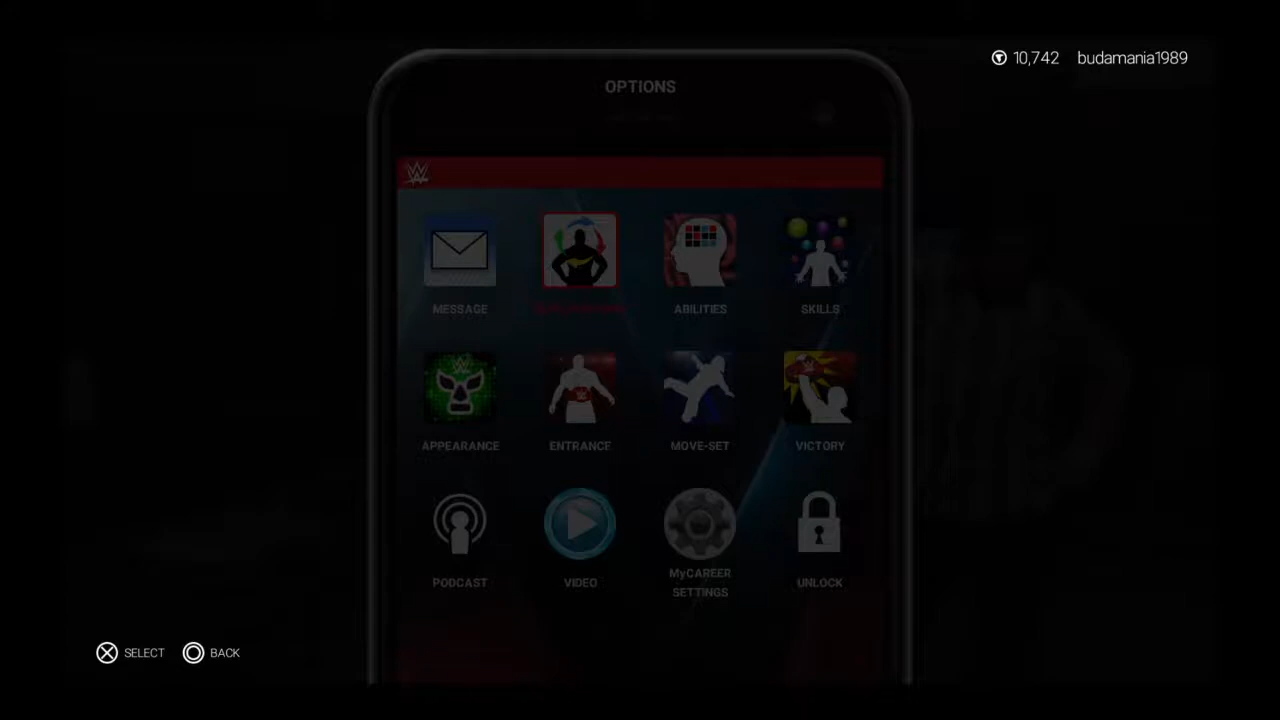 10,742 budamania1989
OPTIONS
MESSAGE
ABILITIES
SKILLS
APPEARANCE
ENTRANCE
MOVE-SET
VICTORY
PODCAST
VIDEO
MyCAREER
SETTINGS
UNLOCK
SELECT
BACK